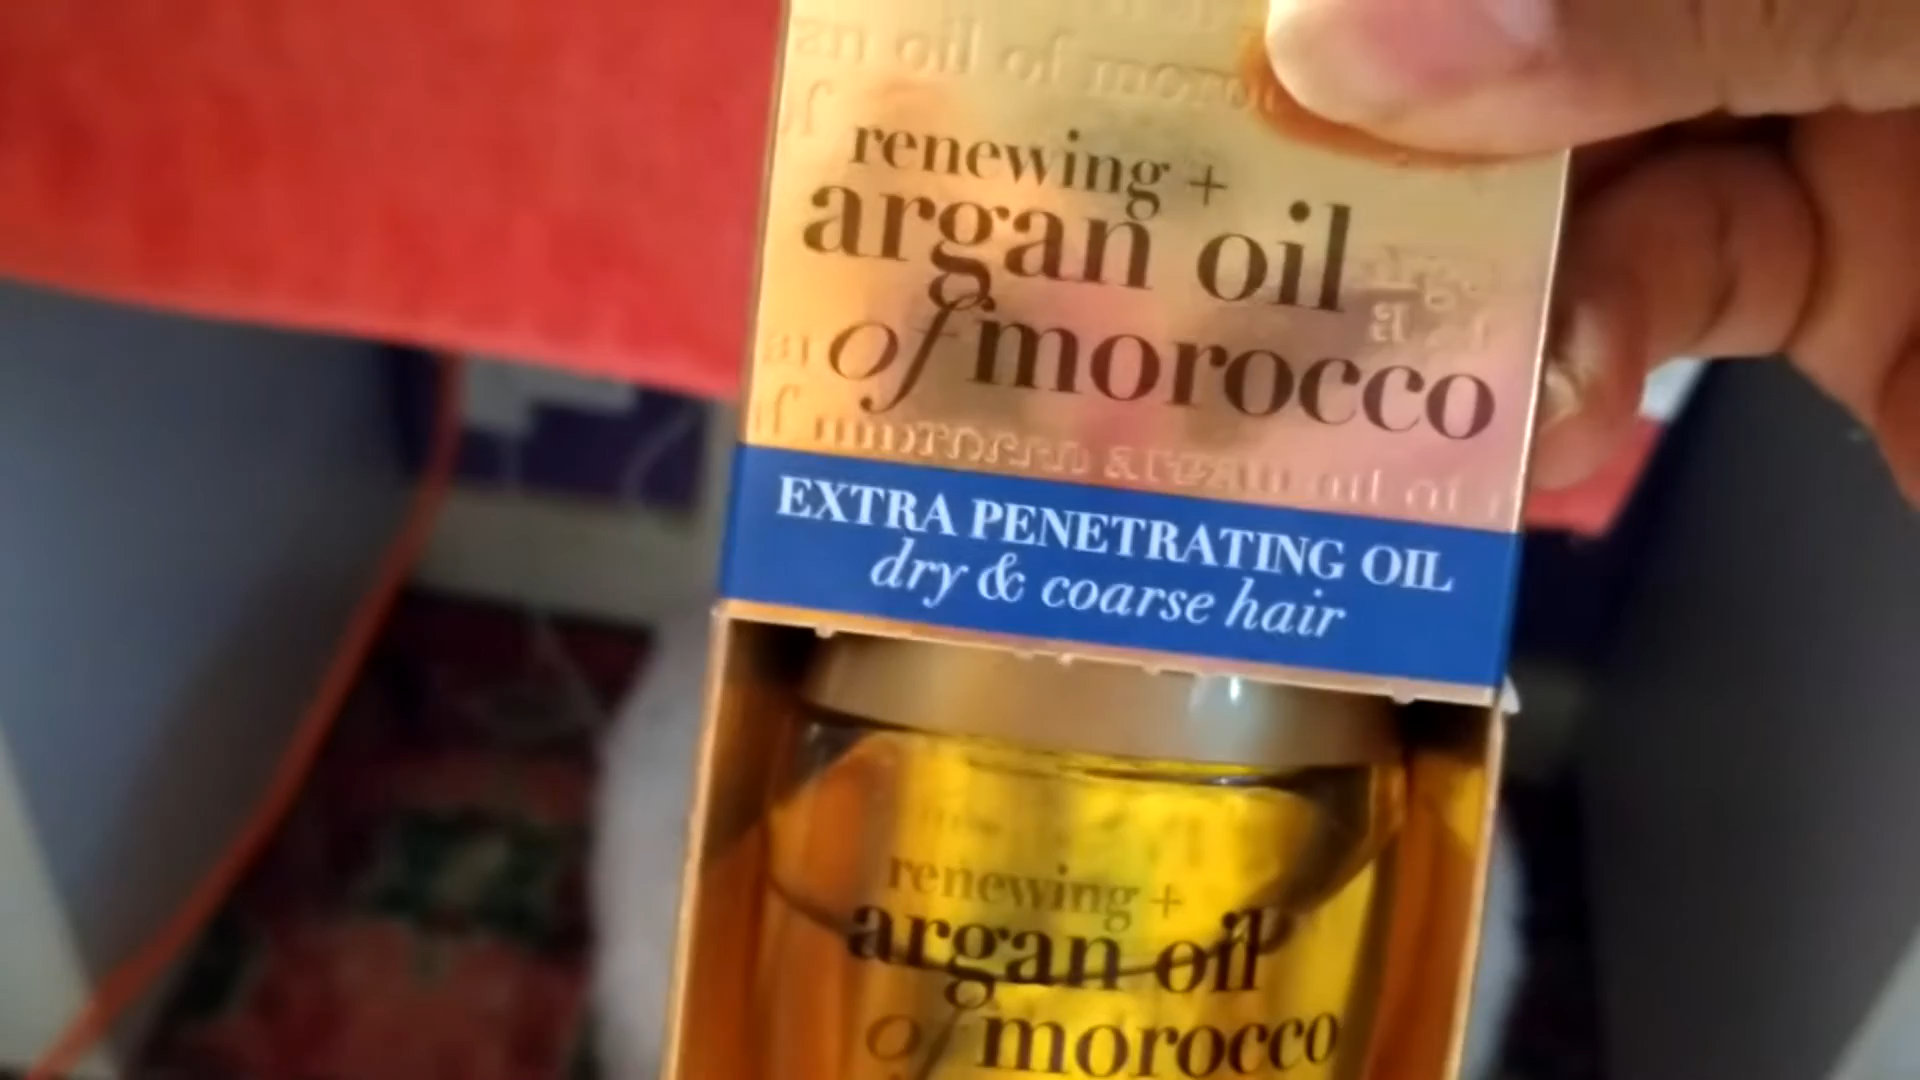 renewing +
argan oil
of morocco
EXTRA PENETRATING OIL
dry & coarse hair
renewing +
argan oil
of morocco